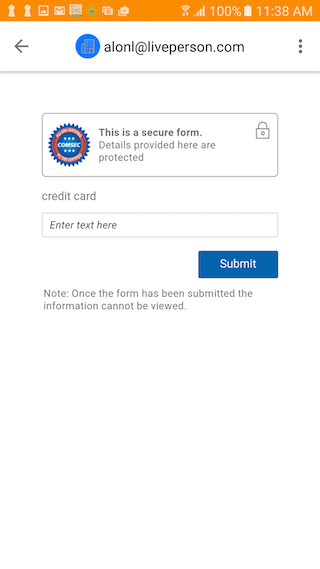 100% 11:38 AM
alonl@liveperson.com
COMSEC
This is a secure form.
Details provided here are
protected
credit card
Enter text here
Submit
Note: Once the form has been submitted the
information cannot be viewed.